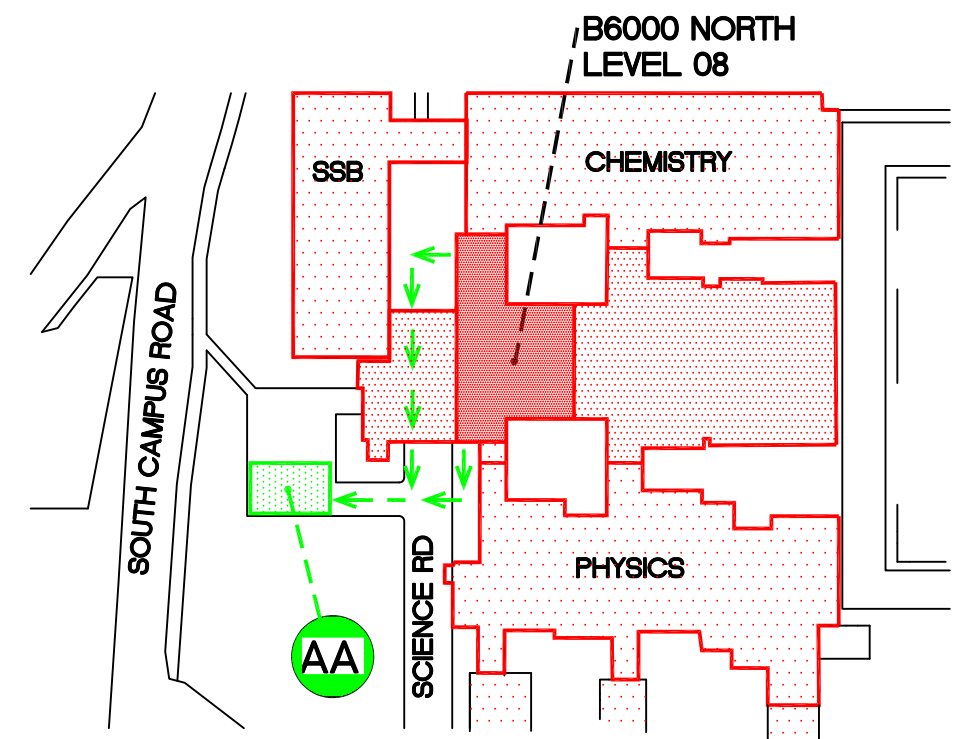 B6000 NORTH
LEVEL 08
CHEMISTRY
SSB
SOUTH CAMPUS ROAD
PHYSICS
SCIENCE RD
AA